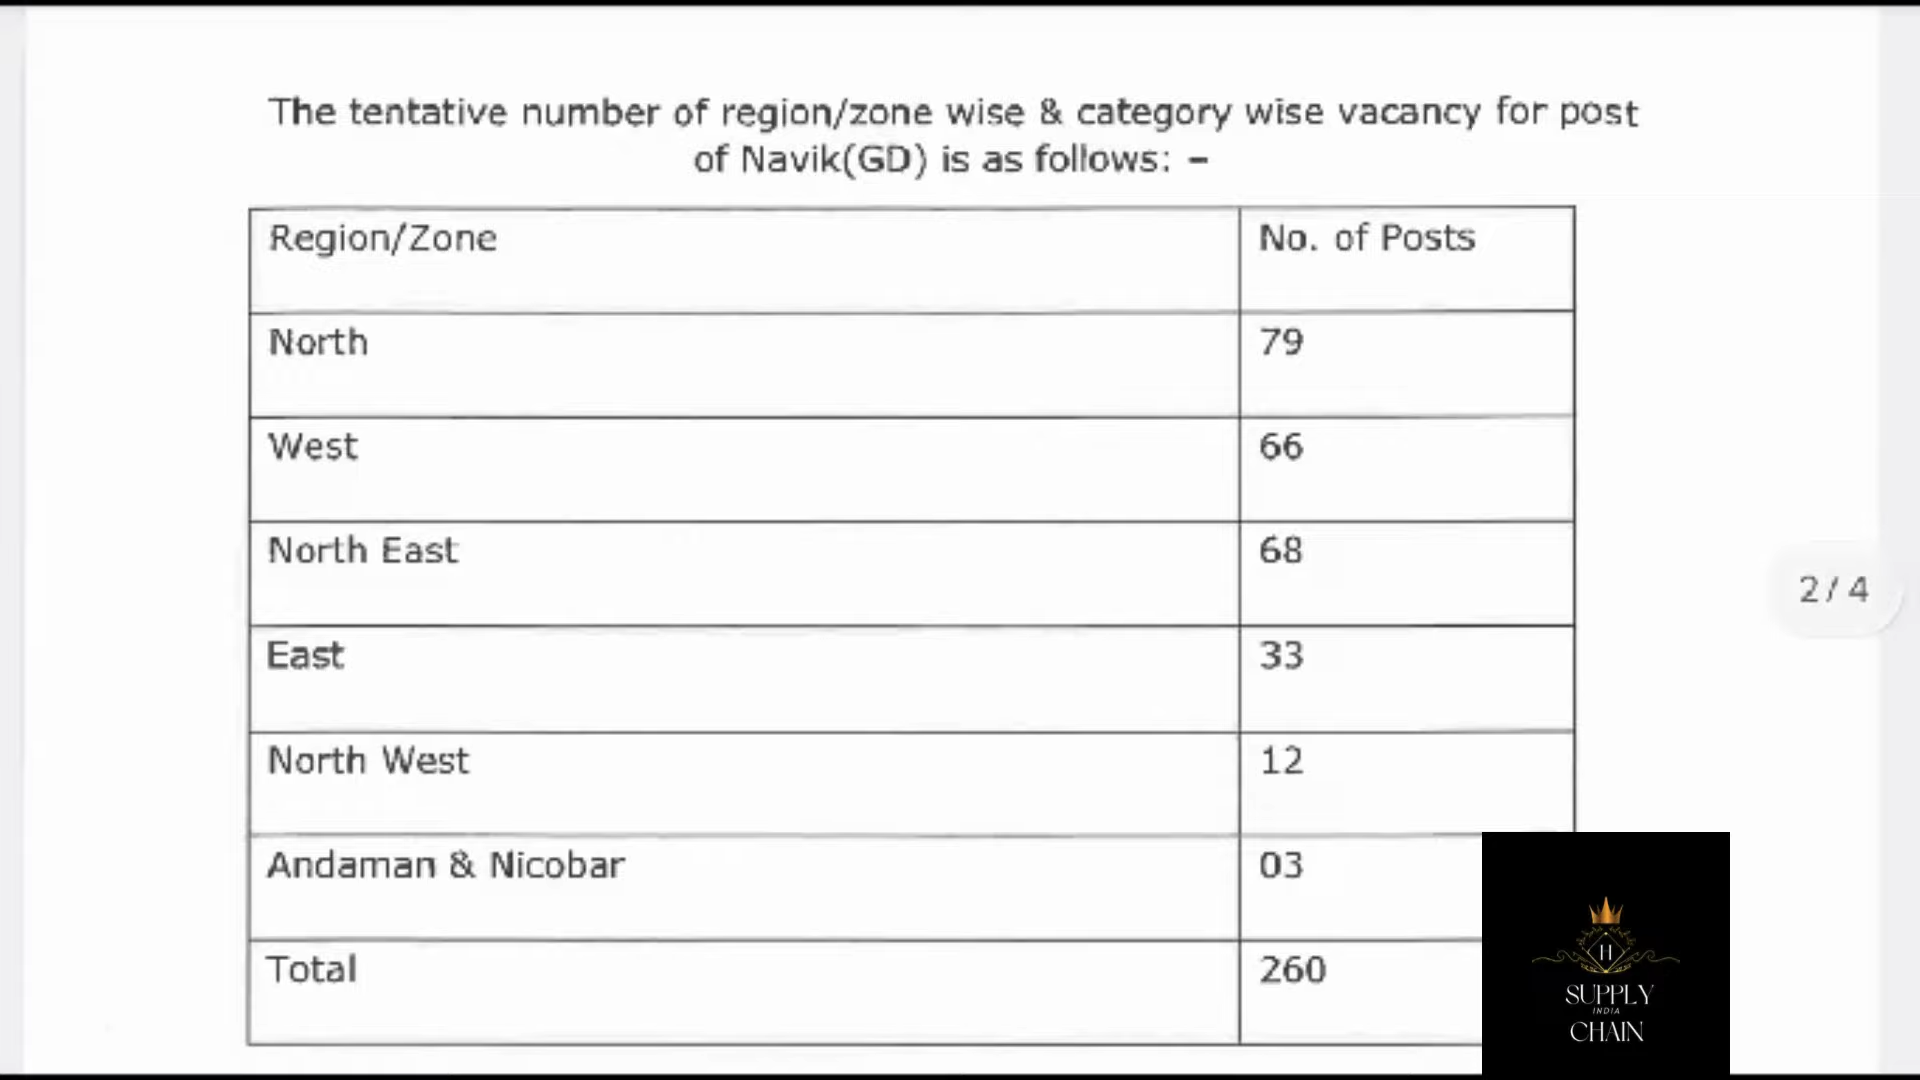 The tentative number of region/zone wise & category wise vacancy for post
of Navik(GD) is as follows: –
Region/Zone No. of Posts
North 79
West 66
North East 68
East 33
North West 12
Andaman & Nicobar 03
Total 260
2 / 4
H
SUPPLY
INDIA
CHAIN